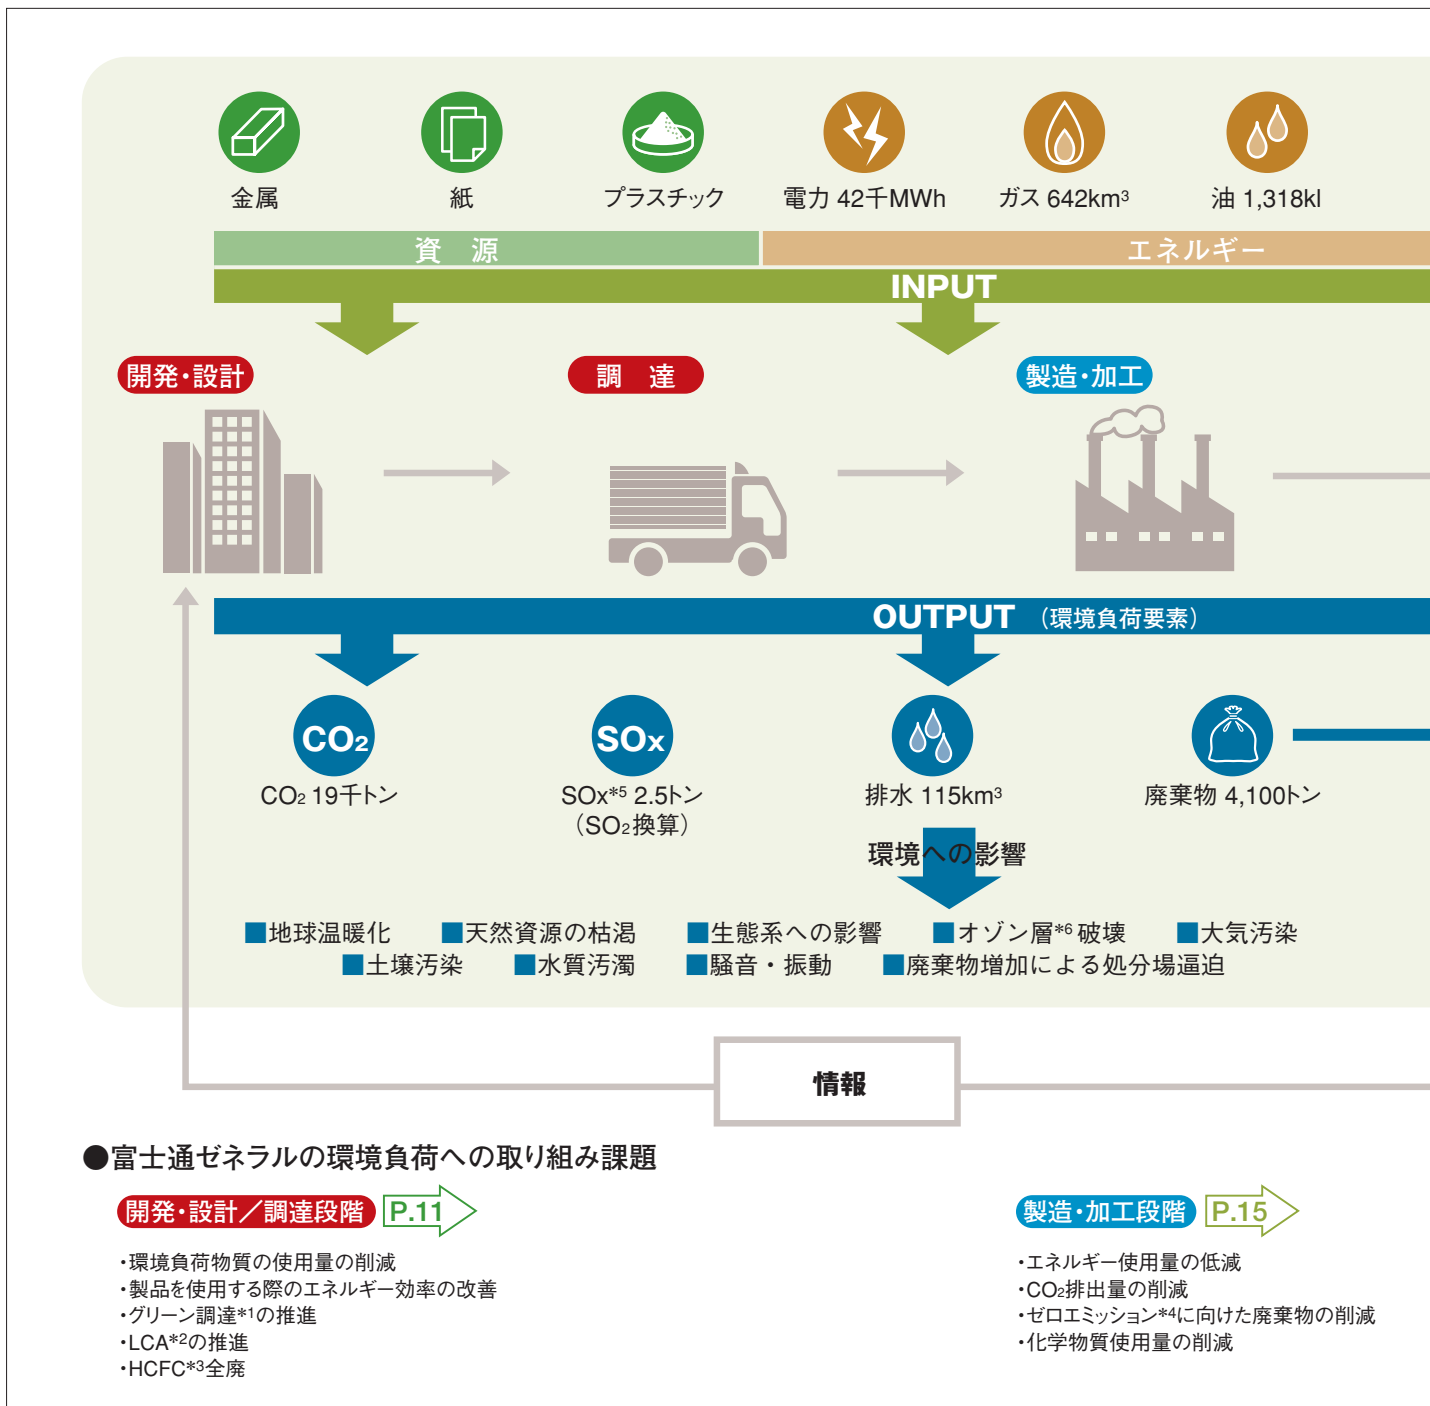 金属
紙
プラスチック
電力 42千MWh
ガス 642km³
油 1,318kl
資 源
エネルギー
INPUT
開発・設計
調 達
製造・加工
OUTPUT （環境負荷要素）
CO₂
SOx
CO₂ 19千トン
SOx*5 2.5トン
（SO₂換算）
排水 115km³
廃棄物 4,100トン
環境への影響
■地球温暖化 ■天然資源の枯渇 ■生態系への影響 ■オゾン層*6破壊 ■大気汚染
■土壌汚染 ■水質汚濁 ■騒音・振動 ■廃棄物増加による処分場逼迫
情報
●富士通ゼネラルの環境負荷への取り組み課題
開発・設計／調達段階 P.11
・環境負荷物質の使用量の削減
・製品を使用する際のエネルギー効率の改善
・グリーン調達*1の推進
・LCA*2の推進
・HCFC*3全廃
製造・加工段階 P.15
・エネルギー使用量の低減
・CO₂排出量の削減
・ゼロエミッション*4に向けた廃棄物の削減
・化学物質使用量の削減